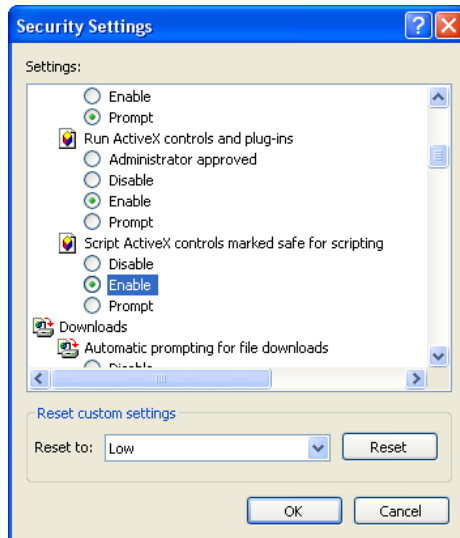 Security Settings
Settings:
Enable
Prompt
Run ActiveX controls and plug-ins
Administrator approved
Disable
Enable
Prompt
Script ActiveX controls marked safe for scripting
Disable
Enable
Prompt
Downloads
Automatic prompting for file downloads
Disable
Reset custom settings
Reset to: Low Reset
OK Cancel